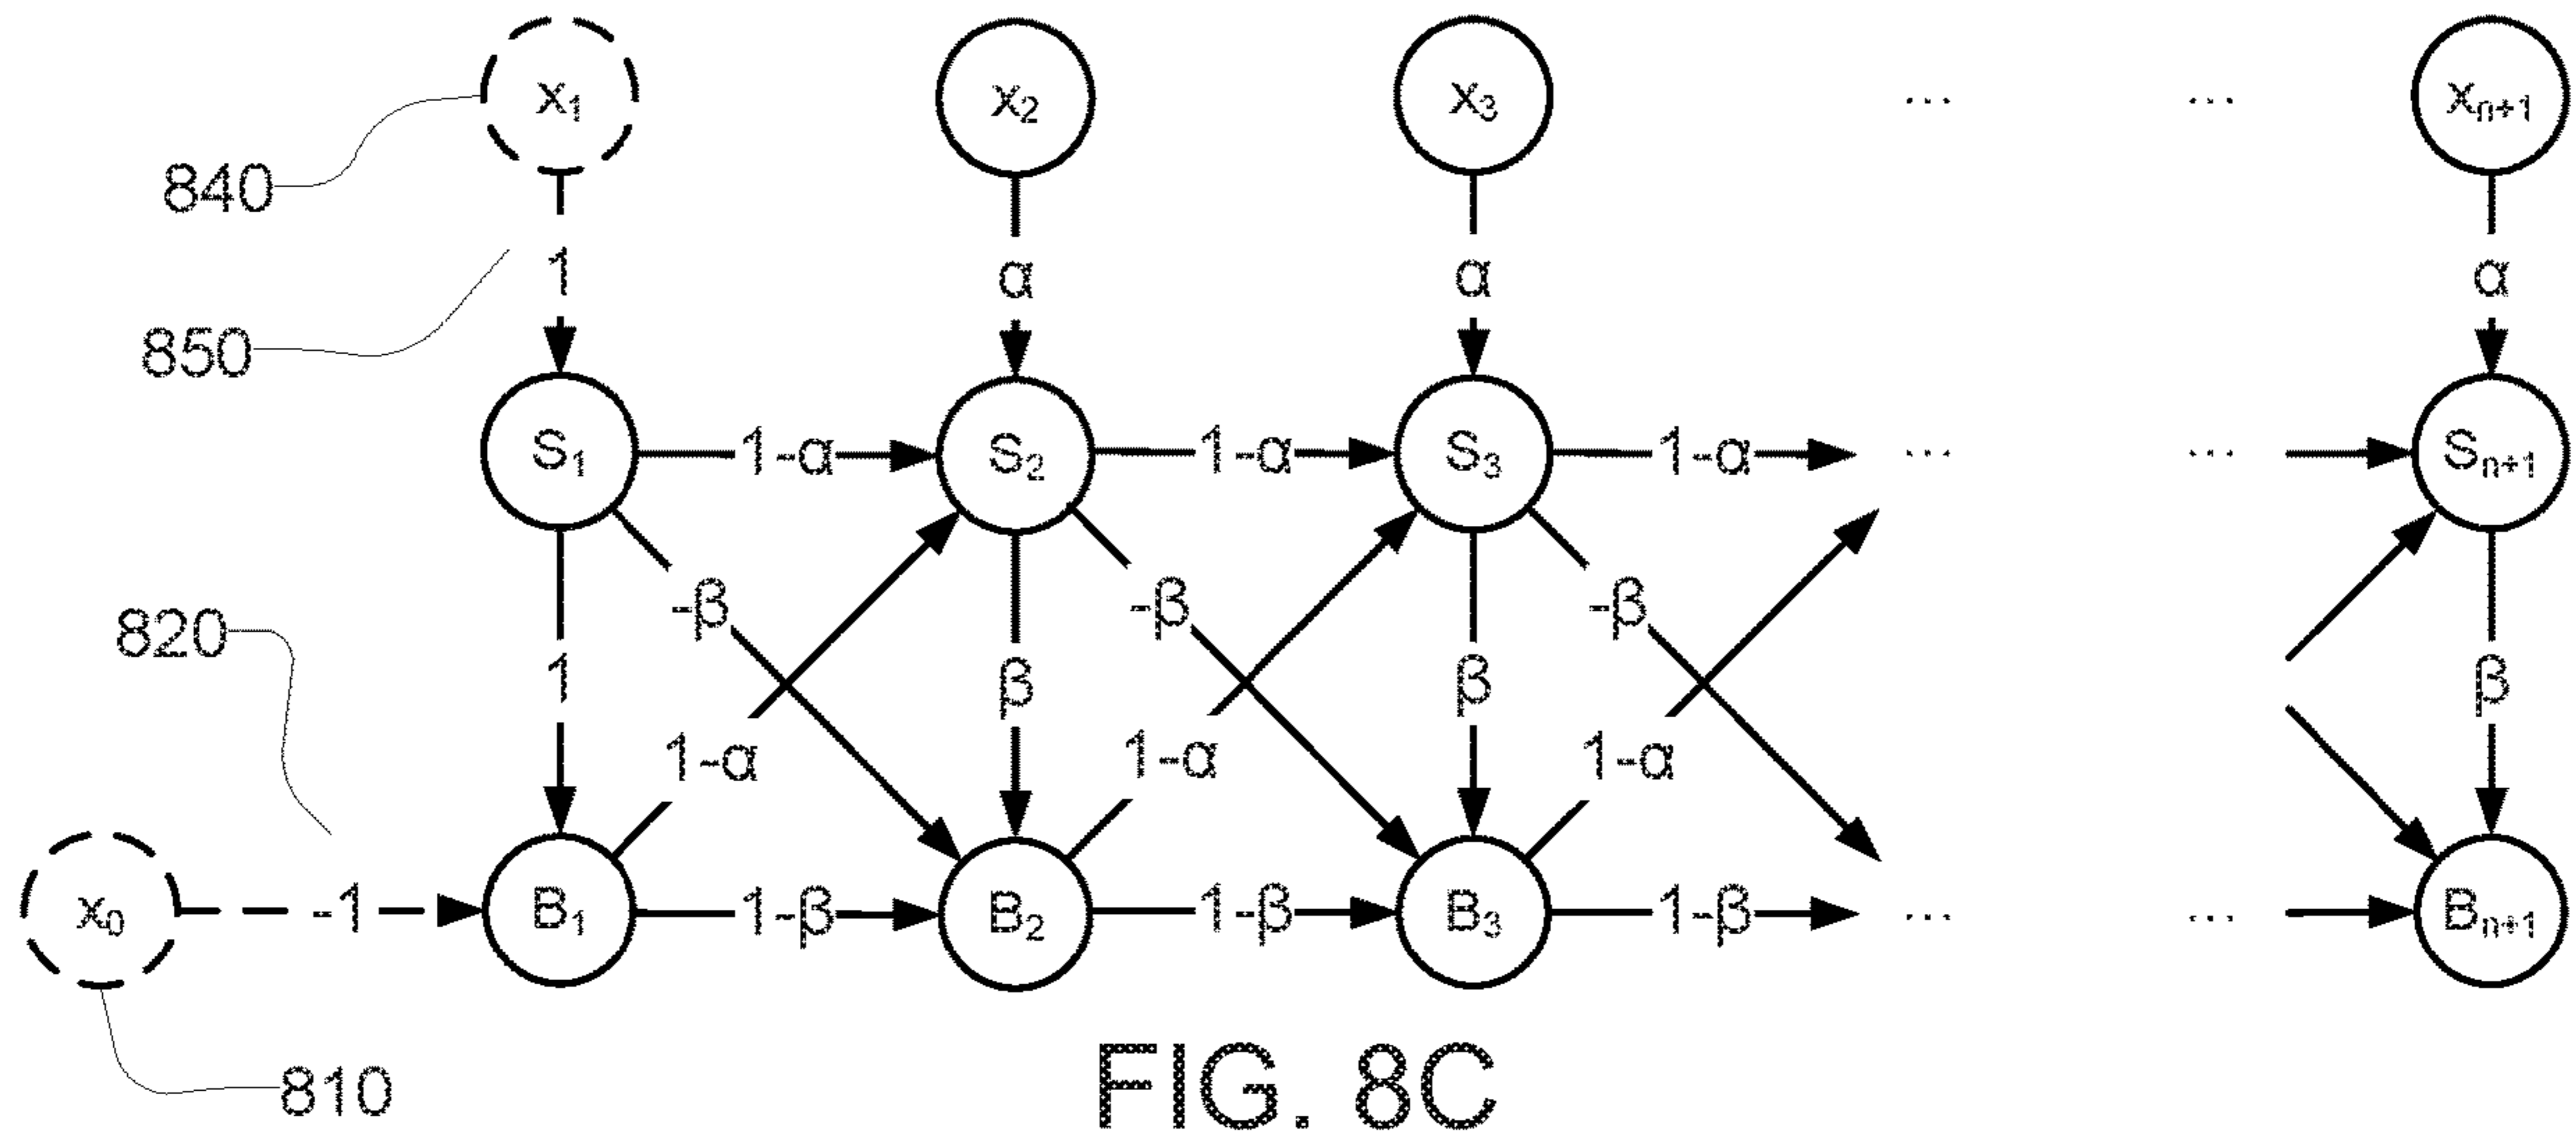 x₁ x₂ x₃ ... ... xₙ₊₁
840
1 α α α
850
S₁ 1-α S₂ 1-α S₃ 1-α ... ... Sₙ₊₁
-β -β -β
820
1 β β β
1-α 1-α 1-α
x₀ -1 B₁ 1-β B₂ 1-β B₃ 1-β ... ... Bₙ₊₁
810
FIG. 8C